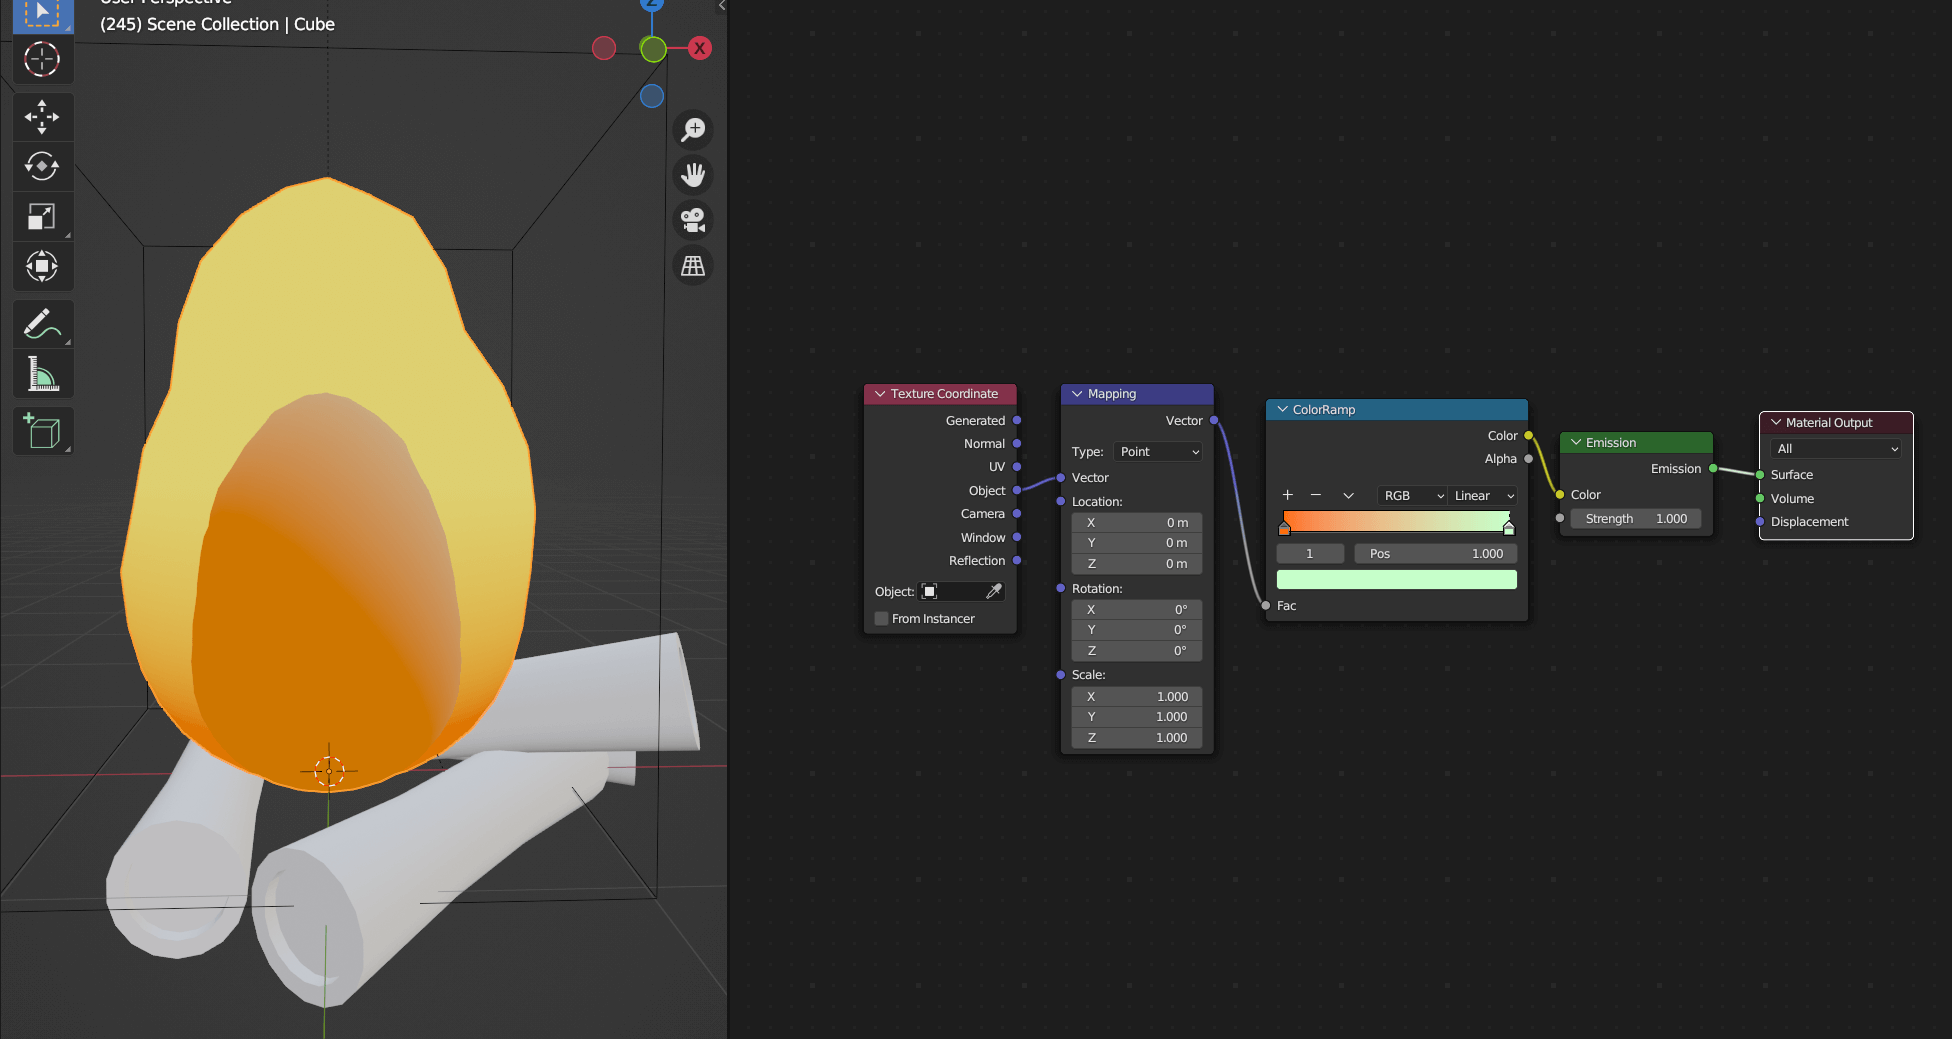 User Perspective
(245) Scene Collection | Cube
Z
X
Texture Coordinate
Generated
Normal
UV
Object
Camera
Window
Reflection
Object:
From Instancer
Mapping
Vector
Type: Point
Vector
Location:
X 0 m
Y 0 m
Z 0 m
Rotation:
X 0°
Y 0°
Z 0°
Scale:
X 1.000
Y 1.000
Z 1.000
ColorRamp
Color
Alpha
RGB Linear
1 Pos 1.000
Fac
Emission
Emission
Color
Strength 1.000
Material Output
All
Surface
Volume
Displacement